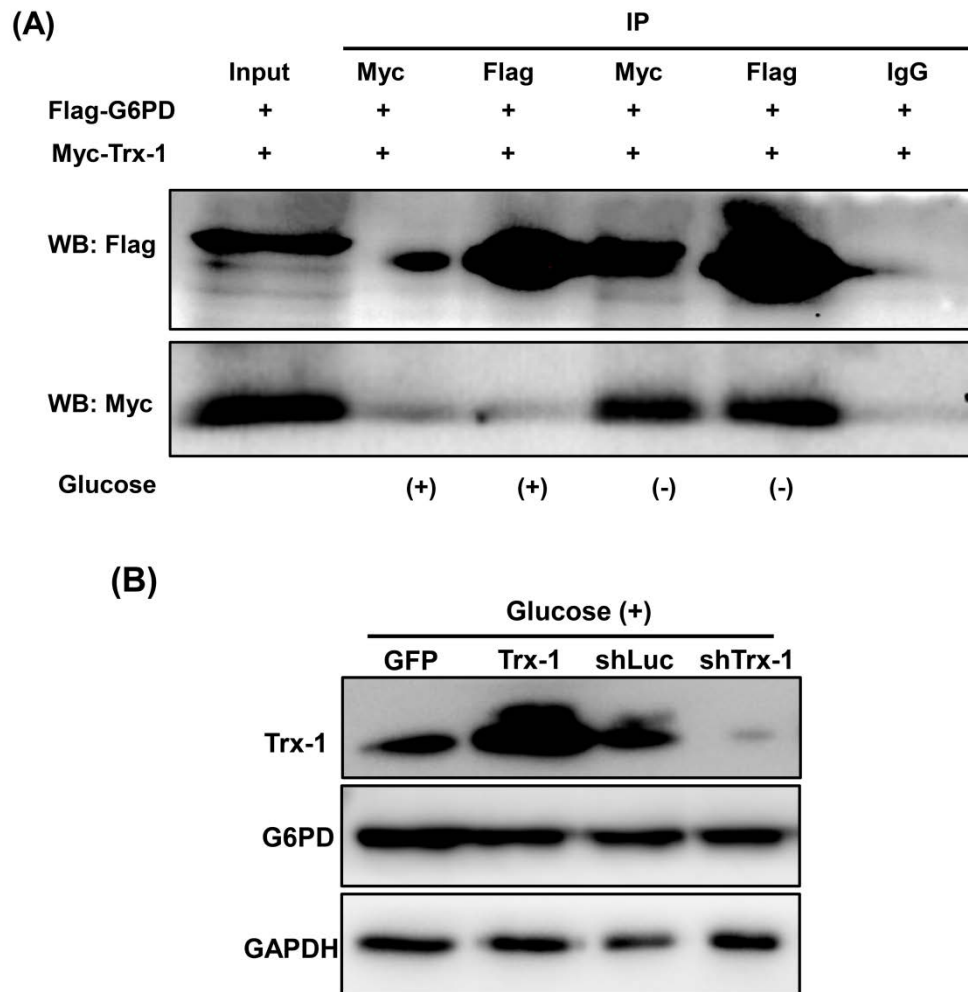 (A)
IP
Input Myc Flag Myc Flag IgG
Flag-G6PD + + + + + +
Myc-Trx-1 + + + + + +
WB: Flag
WB: Myc
Glucose (+) (+) (-) (-)
(B)
Glucose (+)
GFP Trx-1 shLuc shTrx-1
Trx-1
G6PD
GAPDH